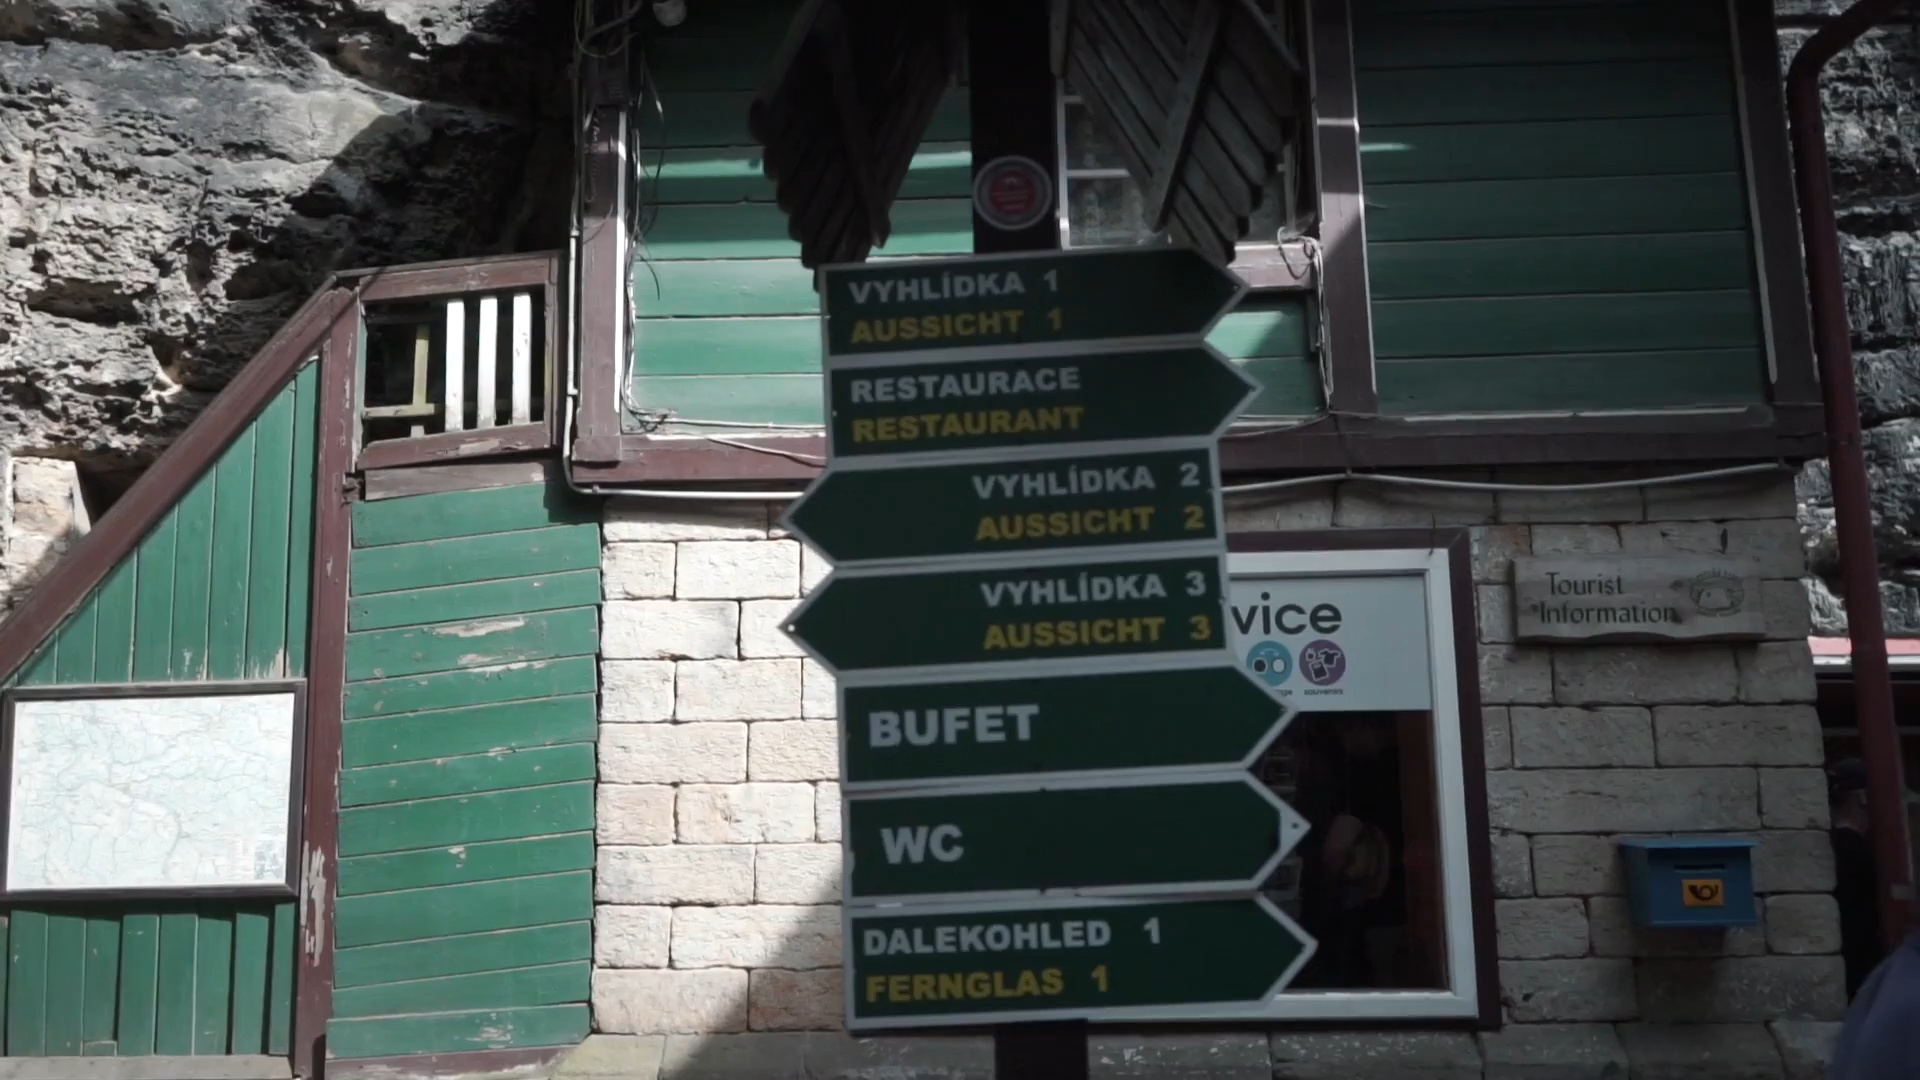 VYHLÍDKA 1
AUSSICHT 1
RESTAURACE
RESTAURANT
VYHLÍDKA 2
AUSSICHT 2
VYHLÍDKA 3
AUSSICHT 3
BUFET
WC
DALEKOHLED 1
FERNGLAS 1
vice
souvenirs
Tourist
Information